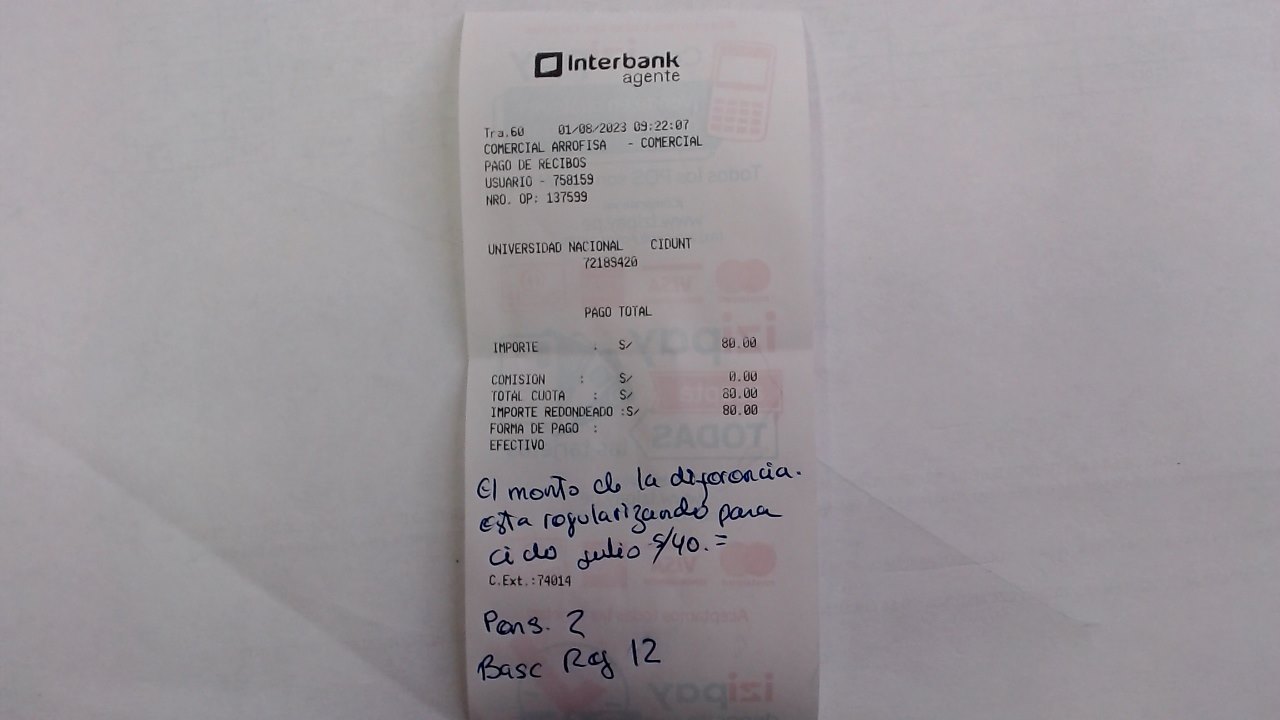 Interbank
agente
Tra.60 01/08/2023 09:22:07
COMERCIAL ARROFISA - COMERCIAL
PAGO DE RECIBOS
USUARIO - 758159
NRO. OP: 137599
UNIVERSIDAD NACIONAL CIDUNT
72189420
PAGO TOTAL
IMPORTE : S/ 80.00
COMISION : S/ 0.00
TOTAL CUOTA : S/ 80.00
IMPORTE REDONDEADO :S/ 80.00
FORMA DE PAGO :
EFECTIVO
El monto de la diferencia.
Esta regularizando para
ciclo julio S/40.=
C.Ext.:74014
Pens. 2
Basc Reg 12